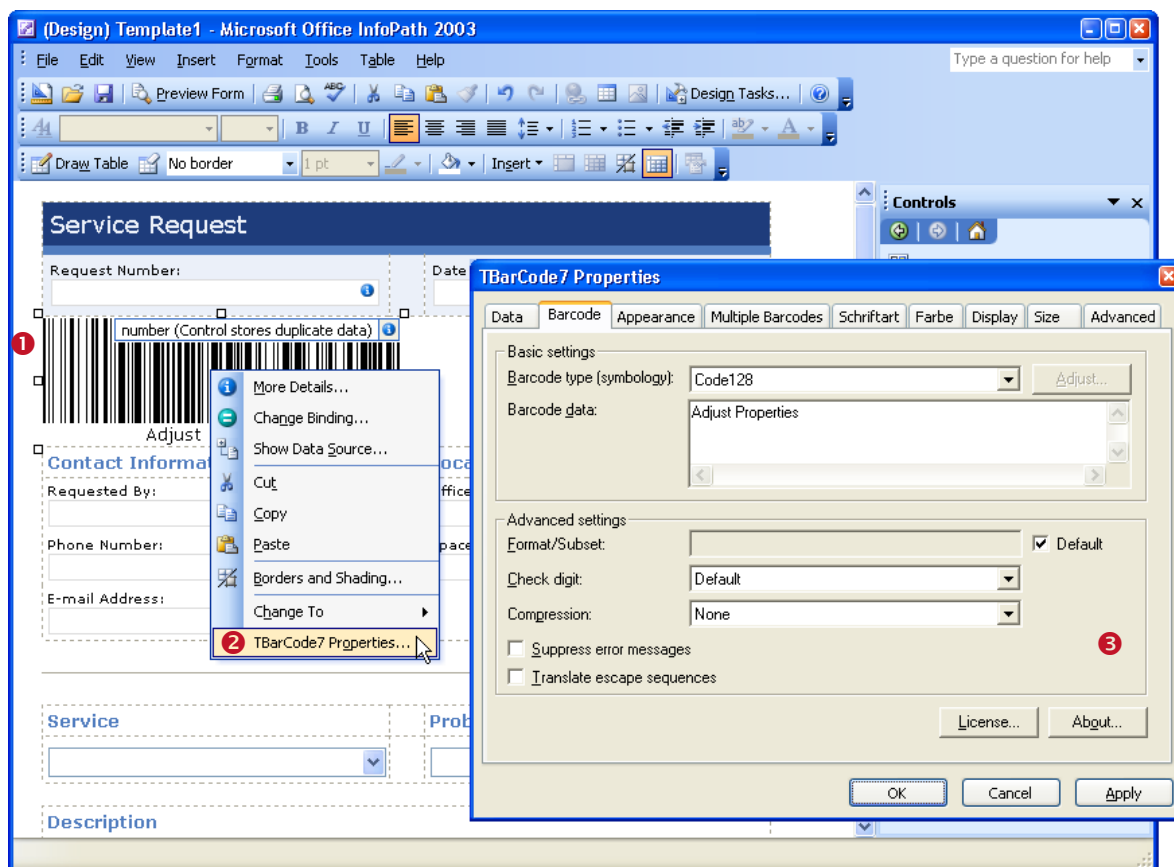 (Design) Template1 - Microsoft Office InfoPath 2003
File Edit View Insert Format Tools Table Help
Type a question for help
Preview Form Design Tasks...
Draw Table No border 1 pt Insert
Controls
Service Request
Request Number:
Date
1
number (Control stores duplicate data)
Adjust
More Details...
Change Binding...
Show Data Source...
Cut
Copy
Paste
Borders and Shading...
Change To
2 TBarCode7 Properties...
Contact Informat
Requested By:
ffice
Phone Number:
pace
E-mail Address:
Service
Prob
Description
TBarCode7 Properties
Data Barcode Appearance Multiple Barcodes Schriftart Farbe Display Size Advanced
Basic settings
Barcode type (symbology): Code128 Adjust...
Barcode data: Adjust Properties
Advanced settings
Format/Subset: Default
Check digit: Default
Compression: None
Suppress error messages
3
Translate escape sequences
License... About...
OK Cancel Apply